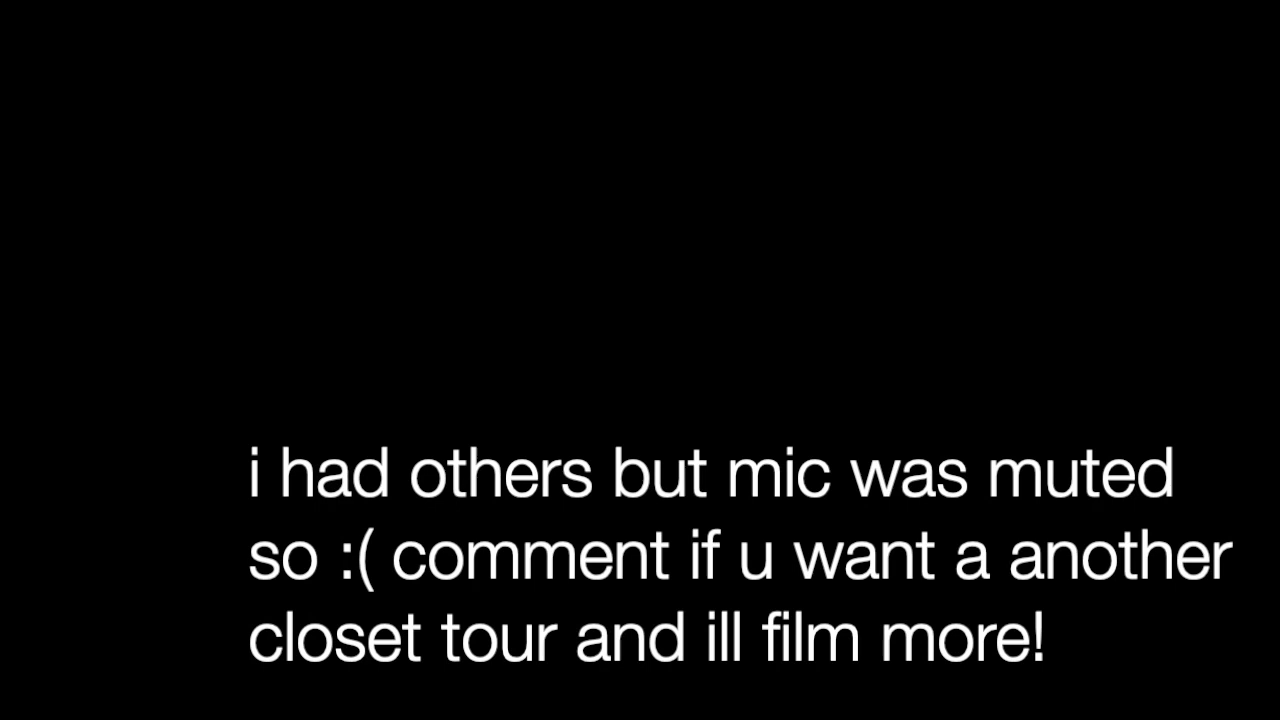 i had others but mic was muted
so :( comment if u want a another
closet tour and ill film more!